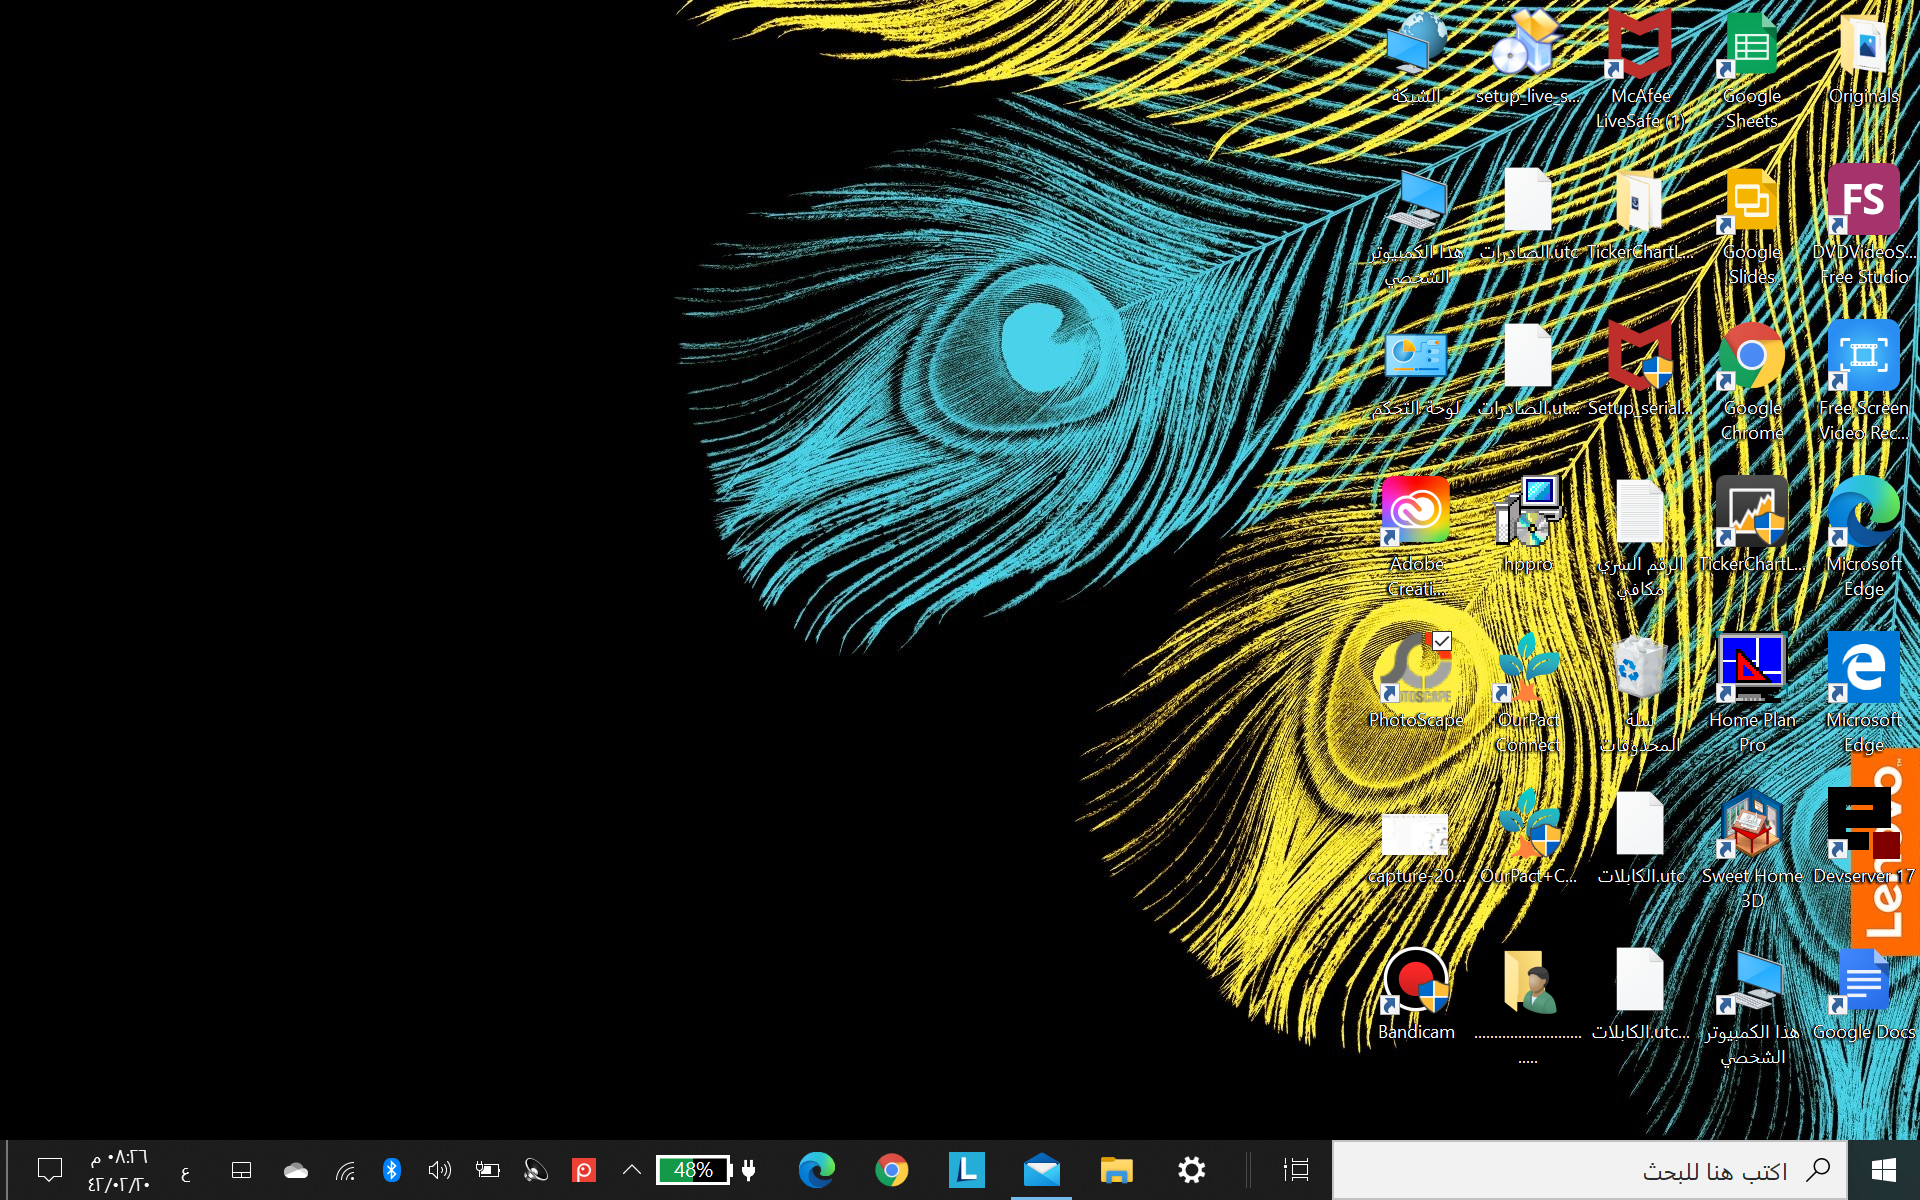 Originals
Google
Sheets
McAfee
LiveSafe (1)
setup_live_s...
الشبكة
FS
DVDVideoS...
Free Studio
Google
Slides
TickerChartL...
الصادرات.utc
هذا الكمبيوتر
الشخصي
Free Screen
Video Rec...
Google
Chrome
Setup_serial...
الصادرات.ut...
لوحة التحكم
Microsoft
Edge
TickerChartL...
الرقم السري
مكافي
hppro
Adobe
Creati...
Microsoft
Edge
Home Plan
Pro
سلة
المحذوفات
OurPact
Connect
PhotoScape
Lenovo
Devserver 17
Sweet Home
3D
الكابلات.utc
OurPact+C...
capture-20...
Google Docs
هذا الكمبيوتر
الشخصي
الكابلات.utc...
Bandicam
اكتب هنا للبحث
L
48%
ع
٠٨:٢٦ م
٤٢/٠٢/٢٠